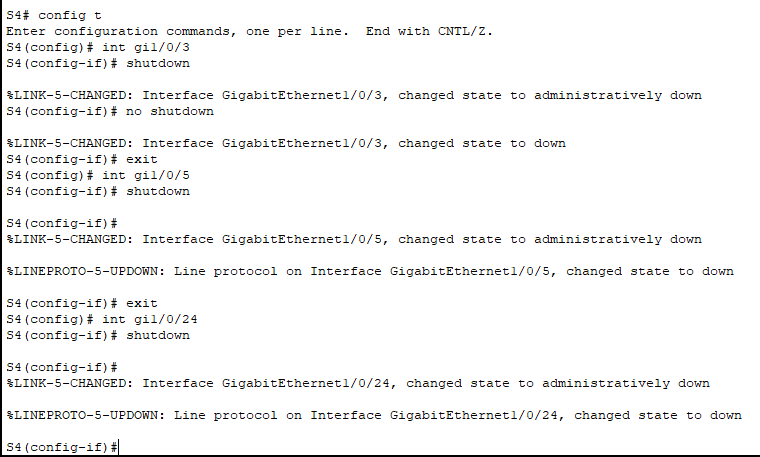 S4# config t
Enter configuration commands, one per line.  End with CNTL/Z.
S4(config)# int gi1/0/3
S4(config-if)# shutdown
%LINK-5-CHANGED: Interface GigabitEthernet1/0/3, changed state to administratively down
S4(config-if)# no shutdown
%LINK-5-CHANGED: Interface GigabitEthernet1/0/3, changed state to down
S4(config-if)# exit
S4(config)# int gi1/0/5
S4(config-if)# shutdown
S4(config-if)#
%LINK-5-CHANGED: Interface GigabitEthernet1/0/5, changed state to administratively down
%LINEPROTO-5-UPDOWN: Line protocol on Interface GigabitEthernet1/0/5, changed state to down
S4(config-if)# exit
S4(config)# int gi1/0/24
S4(config-if)# shutdown
S4(config-if)#
%LINK-5-CHANGED: Interface GigabitEthernet1/0/24, changed state to administratively down
%LINEPROTO-5-UPDOWN: Line protocol on Interface GigabitEthernet1/0/24, changed state to down
S4(config-if)#